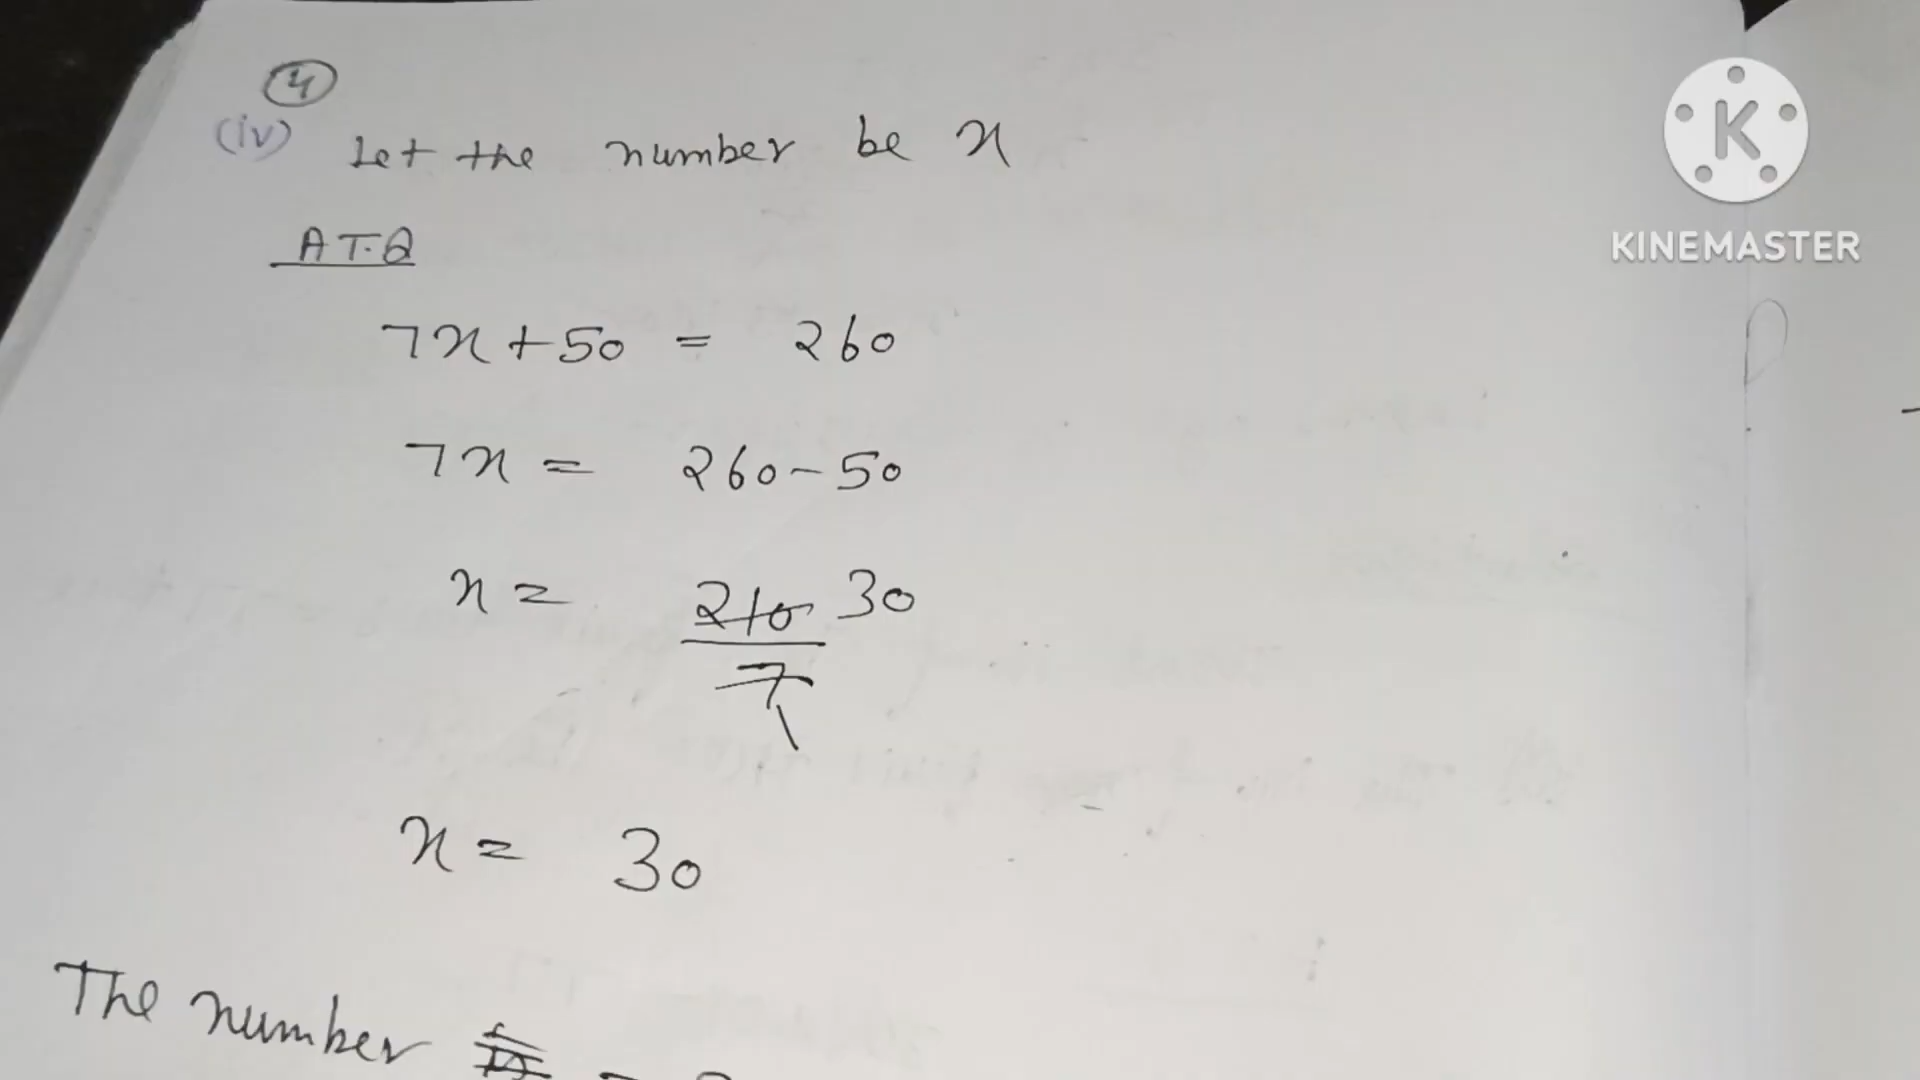 4
(iv) Let the number be x
A T.Q
7x + 50 = 260
7x = 260 - 50
x = 210 30
7 1
x = 30
The number
KINEMASTER